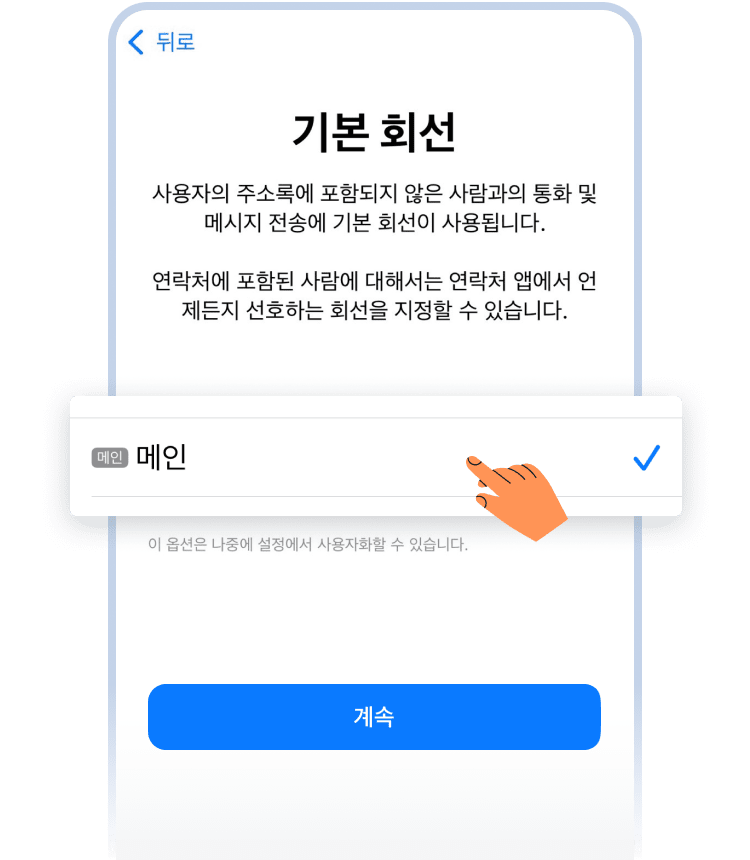 뒤로
기본 회선
사용자의 주소록에 포함되지 않은 사람과의 통화 및
메시지 전송에 기본 회선이 사용됩니다.
연락처에 포함된 사람에 대해서는 연락처 앱에서 언
제든지 선호하는 회선을 지정할 수 있습니다.
메인 메인
이 옵션은 나중에 설정에서 사용자화할 수 있습니다.
계속